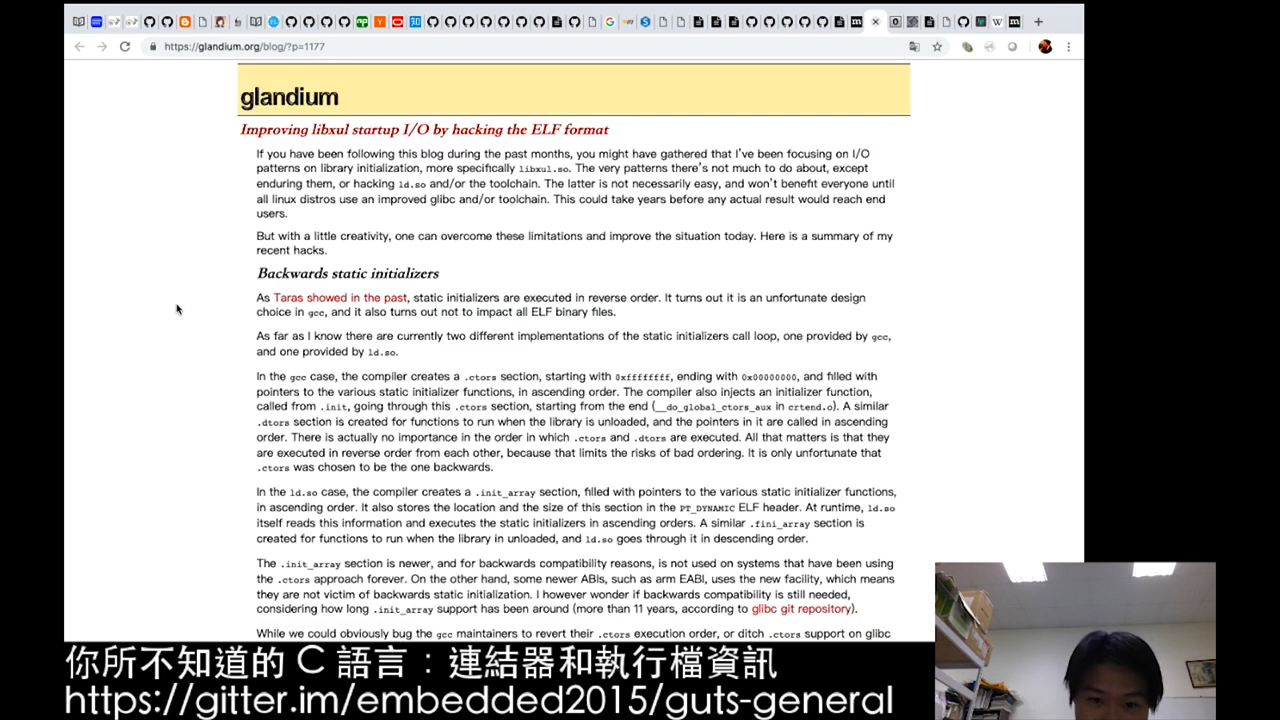 https://glandium.org/blog/?p=1177
glandium
Improving libxul startup I/O by hacking the ELF format
If you have been following this blog during the past months, you might have gathered that I've been focusing on I/O
patterns on library initialization, more specifically libxul.so. The very patterns there's not much to do about, except
enduring them, or hacking ld.so and/or the toolchain. The latter is not necessarily easy, and won't benefit everyone until
all linux distros use an improved glibc and/or toolchain. This could take years before any actual result would reach end
users.
But with a little creativity, one can overcome these limitations and improve the situation today. Here is a summary of my
recent hacks.
Backwards static initializers
As Taras showed in the past, static initializers are executed in reverse order. It turns out it is an unfortunate design
choice in gcc, and it also turns out not to impact all ELF binary files.
As far as I know there are currently two different implementations of the static initializers call loop, one provided by gcc,
and one provided by ld.so.
In the gcc case, the compiler creates a .ctors section, starting with 0xffffffff, ending with 0x00000000, and filled with
pointers to the various static initializer functions, in ascending order. The compiler also injects an initializer function,
called from .init, going through this .ctors section, starting from the end (__do_global_ctors_aux in crtend.o). A similar
.dtors section is created for functions to run when the library is unloaded, and the pointers in it are called in ascending
order. There is actually no importance in the order in which .ctors and .dtors are executed. All that matters is that they
are executed in reverse order from each other, because that limits the risks of bad ordering. It is only unfortunate that
.ctors was chosen to be the one backwards.
In the ld.so case, the compiler creates a .init_array section, filled with pointers to the various static initializer functions,
in ascending order. It also stores the location and the size of this section in the PT_DYNAMIC ELF header. At runtime, ld.so
itself reads this information and executes the static initializers in ascending orders. A similar .fini_array section is
created for functions to run when the library in unloaded, and ld.so goes through it in descending order.
The .init_array section is newer, and for backwards compatibility reasons, is not used on systems that have been using
the .ctors approach forever. On the other hand, some newer ABIs, such as arm EABI, uses the new facility, which means
they are not victim of backwards static initialization. I however wonder if backwards compatibility is still needed,
considering how long .init_array support has been around (more than 11 years, according to glibc git repository).
While we could obviously bug the gcc maintainers to revert their .ctors execution order, or ditch .ctors support on glibc
你所不知道的 C 語言：連結器和執行檔資訊
https://gitter.im/embedded2015/guts-general